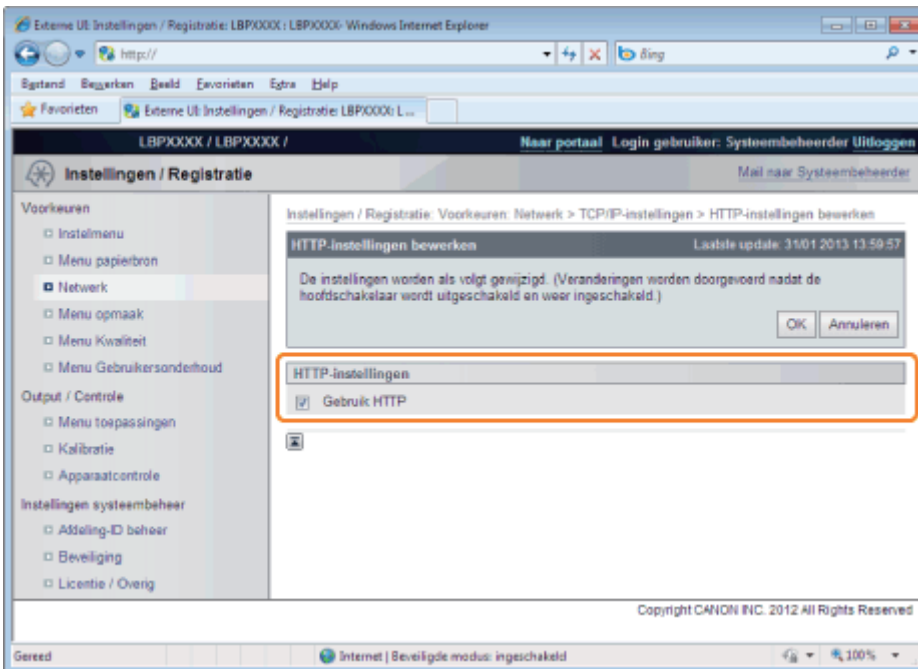 Externe UI: Instellingen / Registratie: LBPXXXX : LBPXXXX- Windows Internet Explorer
http://
Bing
Bestand Bewerken Beeld Favorieten Extra Help
Favorieten Externe UI: Instellingen / Registratie: LBPXXXX: L...
LBPXXXX / LBPXXXX / Naar portaal Login gebruiker: Systeembeheerder Uitloggen
Instellingen / Registratie Mail naar Systeembeheerder
Voorkeuren
Instelmenu
Menu papierbron
Netwerk
Menu opmaak
Menu Kwaliteit
Menu Gebruikersonderhoud
Output / Controle
Menu toepassingen
Kalibratie
Apparaatcontrole
Instellingen systeembeheer
Afdeling-ID beheer
Beveiliging
Licentie / Overig
Instellingen / Registratie: Voorkeuren: Netwerk > TCP/IP-instellingen > HTTP-instellingen bewerken
HTTP-instellingen bewerken Laatste update: 31/01 2013 13:59:57
De instellingen worden als volgt gewijzigd. (Veranderingen worden doorgevoerd nadat de
hoofdschakelaar wordt uitgeschakeld en weer ingeschakeld.)
OK Annuleren
HTTP-instellingen
Gebruik HTTP
Copyright CANON INC. 2012 All Rights Reserved
Gereed Internet | Beveiligde modus: ingeschakeld 100%